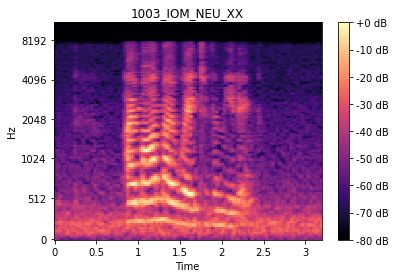 1003_IOM_NEU_XX
+0 dB
8192
-10 dB
4096
-20 dB
-30 dB
2048
Hz
-40 dB
1024
-50 dB
512
-60 dB
-70 dB
0
-80 dB
0 0.5 1 1.5 2 2.5 3
Time